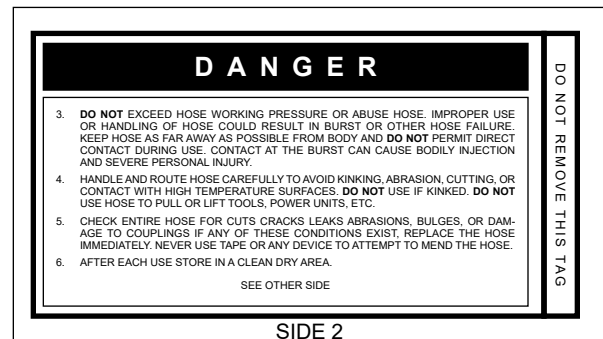 DANGER
3. DO NOT EXCEED HOSE WORKING PRESSURE OR ABUSE HOSE. IMPROPER USE
OR HANDLING OF HOSE COULD RESULT IN BURST OR OTHER HOSE FAILURE.
KEEP HOSE AS FAR AWAY AS POSSIBLE FROM BODY AND DO NOT PERMIT DIRECT
CONTACT DURING USE. CONTACT AT THE BURST CAN CAUSE BODILY INJECTION
AND SEVERE PERSONAL INJURY.
4. HANDLE AND ROUTE HOSE CAREFULLY TO AVOID KINKING, ABRASION, CUTTING, OR
CONTACT WITH HIGH TEMPERATURE SURFACES. DO NOT USE IF KINKED. DO NOT
USE HOSE TO PULL OR LIFT TOOLS, POWER UNITS, ETC.
5. CHECK ENTIRE HOSE FOR CUTS CRACKS LEAKS ABRASIONS, BULGES, OR DAM-
AGE TO COUPLINGS IF ANY OF THESE CONDITIONS EXIST, REPLACE THE HOSE
IMMEDIATELY. NEVER USE TAPE OR ANY DEVICE TO ATTEMPT TO MEND THE HOSE.
6. AFTER EACH USE STORE IN A CLEAN DRY AREA.
SEE OTHER SIDE
DO NOT REMOVE THIS TAG
SIDE 2